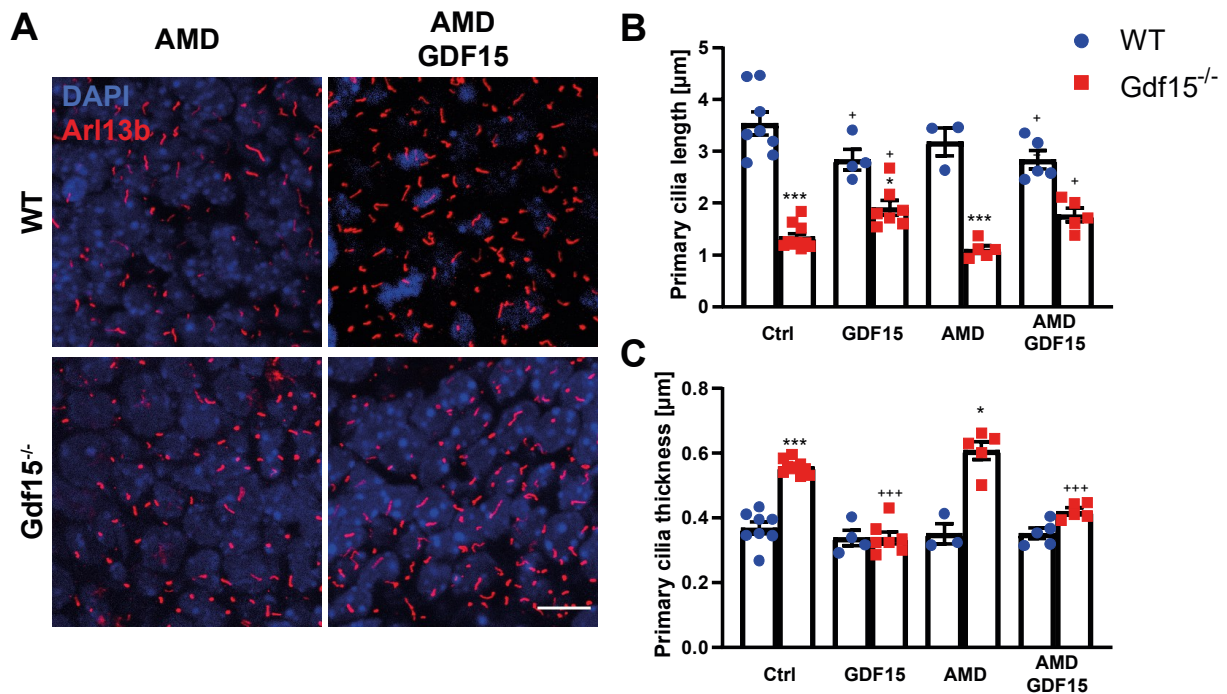 A
AMD
AMD
GDF15
DAPI
Arl13b
WT
Gdf15-/-
B
WT
Gdf15-/-
Primary cilia length [µm]
5
4
3
2
1
0
***
+
+
*
***
+
+
Ctrl
GDF15
AMD
AMD
GDF15
C
Primary cilia thickness [µm]
0.8
0.6
0.4
0.2
0.0
***
+++
*
+++
Ctrl
GDF15
AMD
AMD
GDF15